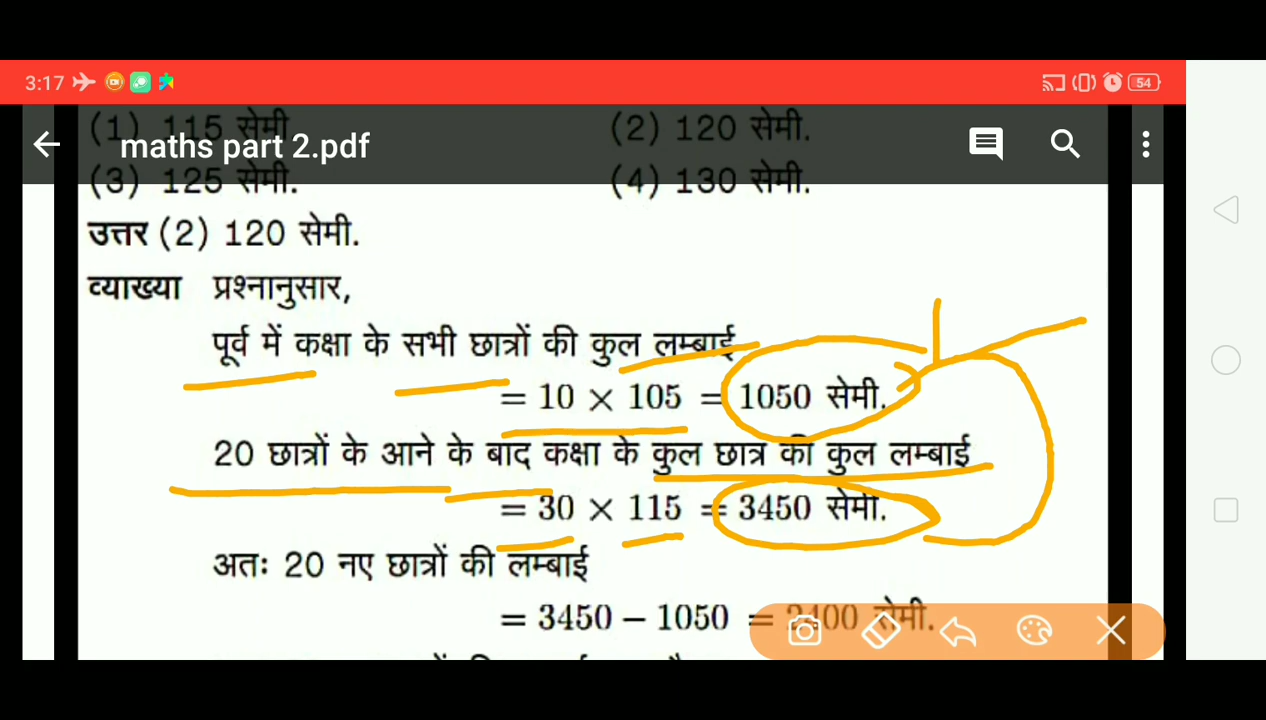 3:17
54
(1) 115 सेमी (2) 120 सेमी.
maths part 2.pdf
(3) 125 सेमी. (4) 130 सेमी.
उत्तर (2) 120 सेमी.
व्याख्या प्रश्नानुसार,
पूर्व में कक्षा के सभी छात्रों की कुल लम्बाई
= 10 × 105 = 1050 सेमी.
20 छात्रों के आने के बाद कक्षा के कुल छात्र की कुल लम्बाई
= 30 × 115 = 3450 सेमी.
अतः 20 नए छात्रों की लम्बाई
= 3450 – 1050 = 2400 सेमी.